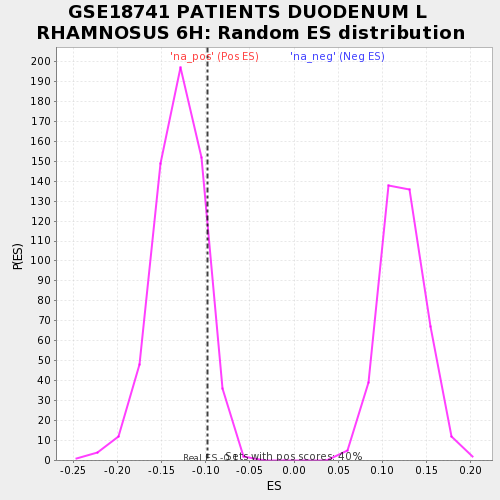 GSE18741 PATIENTS DUODENUM L
RHAMNOSUS 6H: Random ES distribution
'na_pos' (Pos ES) 'na_neg' (Neg ES)
200
190
180
170
160
150
140
130
120
110
100
90
80
70
60
50
40
30
20
10
0
P(ES)
Real ES -0.1
Sets with pos scores: 40%
-0.25 -0.20 -0.15 -0.10 -0.05 0.00 0.05 0.10 0.15 0.20
ES